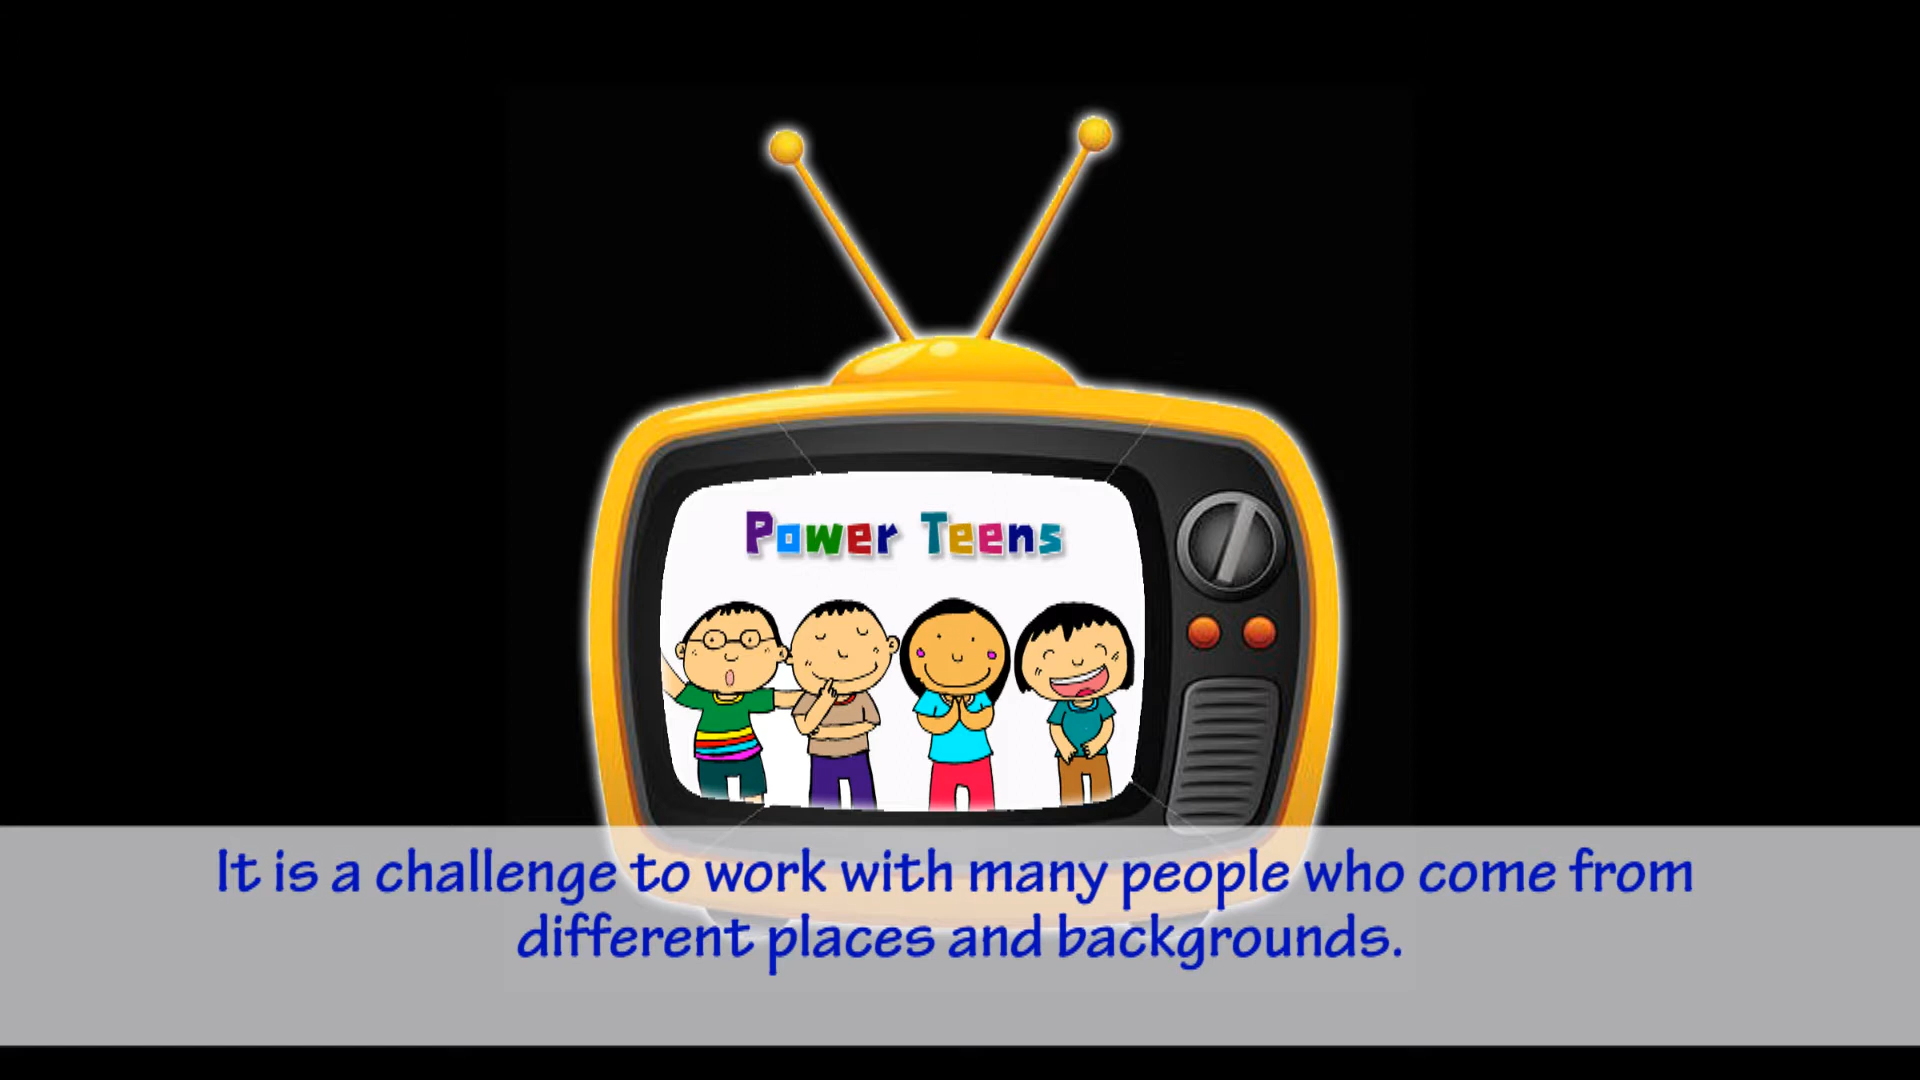 Power Teens
It is a challenge to work with many people who come from
different places and backgrounds.